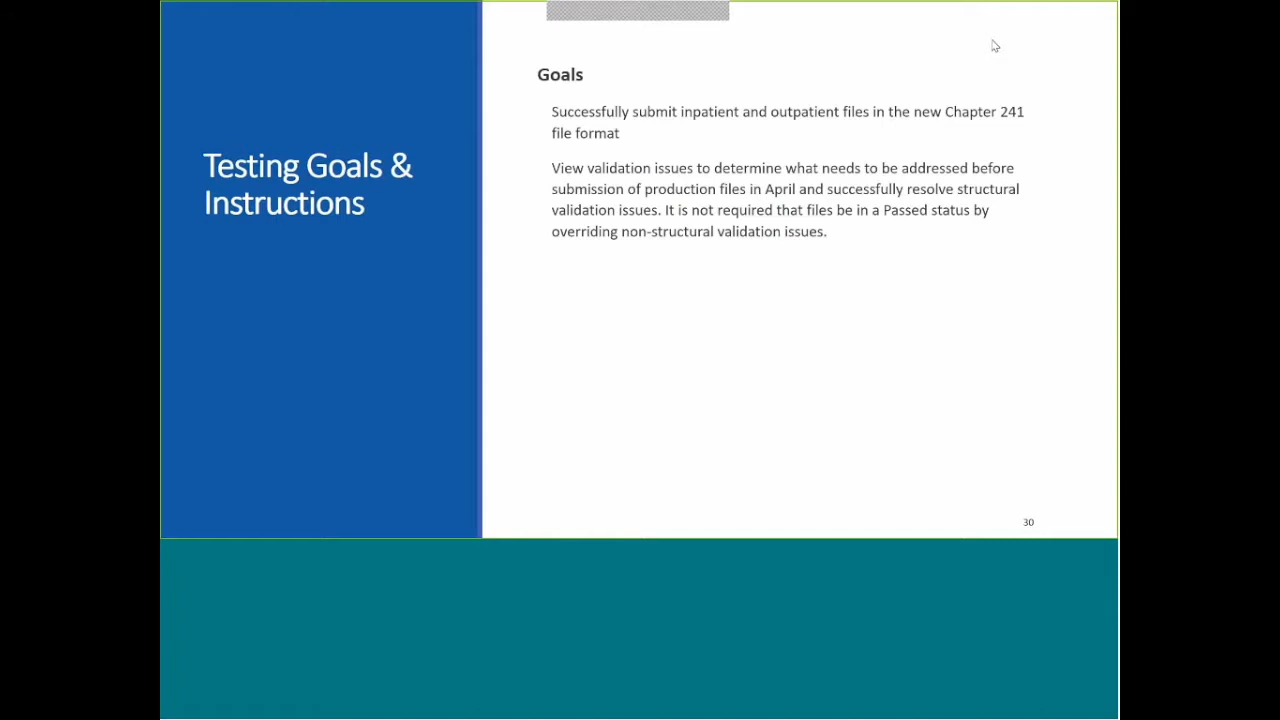 Testing Goals &
Instructions
Goals
Successfully submit inpatient and outpatient files in the new Chapter 241
file format
View validation issues to determine what needs to be addressed before
submission of production files in April and successfully resolve structural
validation issues. It is not required that files be in a Passed status by
overriding non-structural validation issues.
30